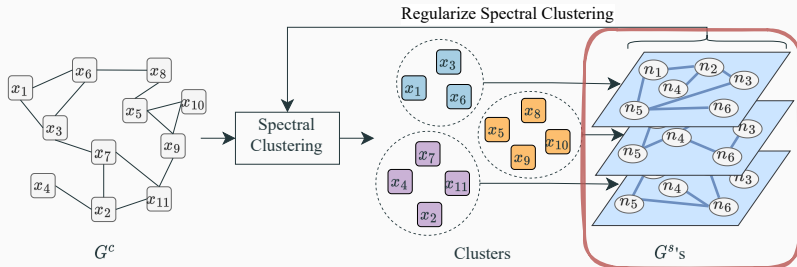 Regularize Spectral Clustering
x1
x6
x8
x5
x10
x3
x9
x7
x4
x2
x11
G^c
Spectral
Clustering
x3
x1
x6
x8
x5
x10
x9
x7
x4
x11
x2
Clusters
n1
n2
n3
n4
n5
n6
n3
n4
n5
n6
n3
n4
n5
n6
G^s's